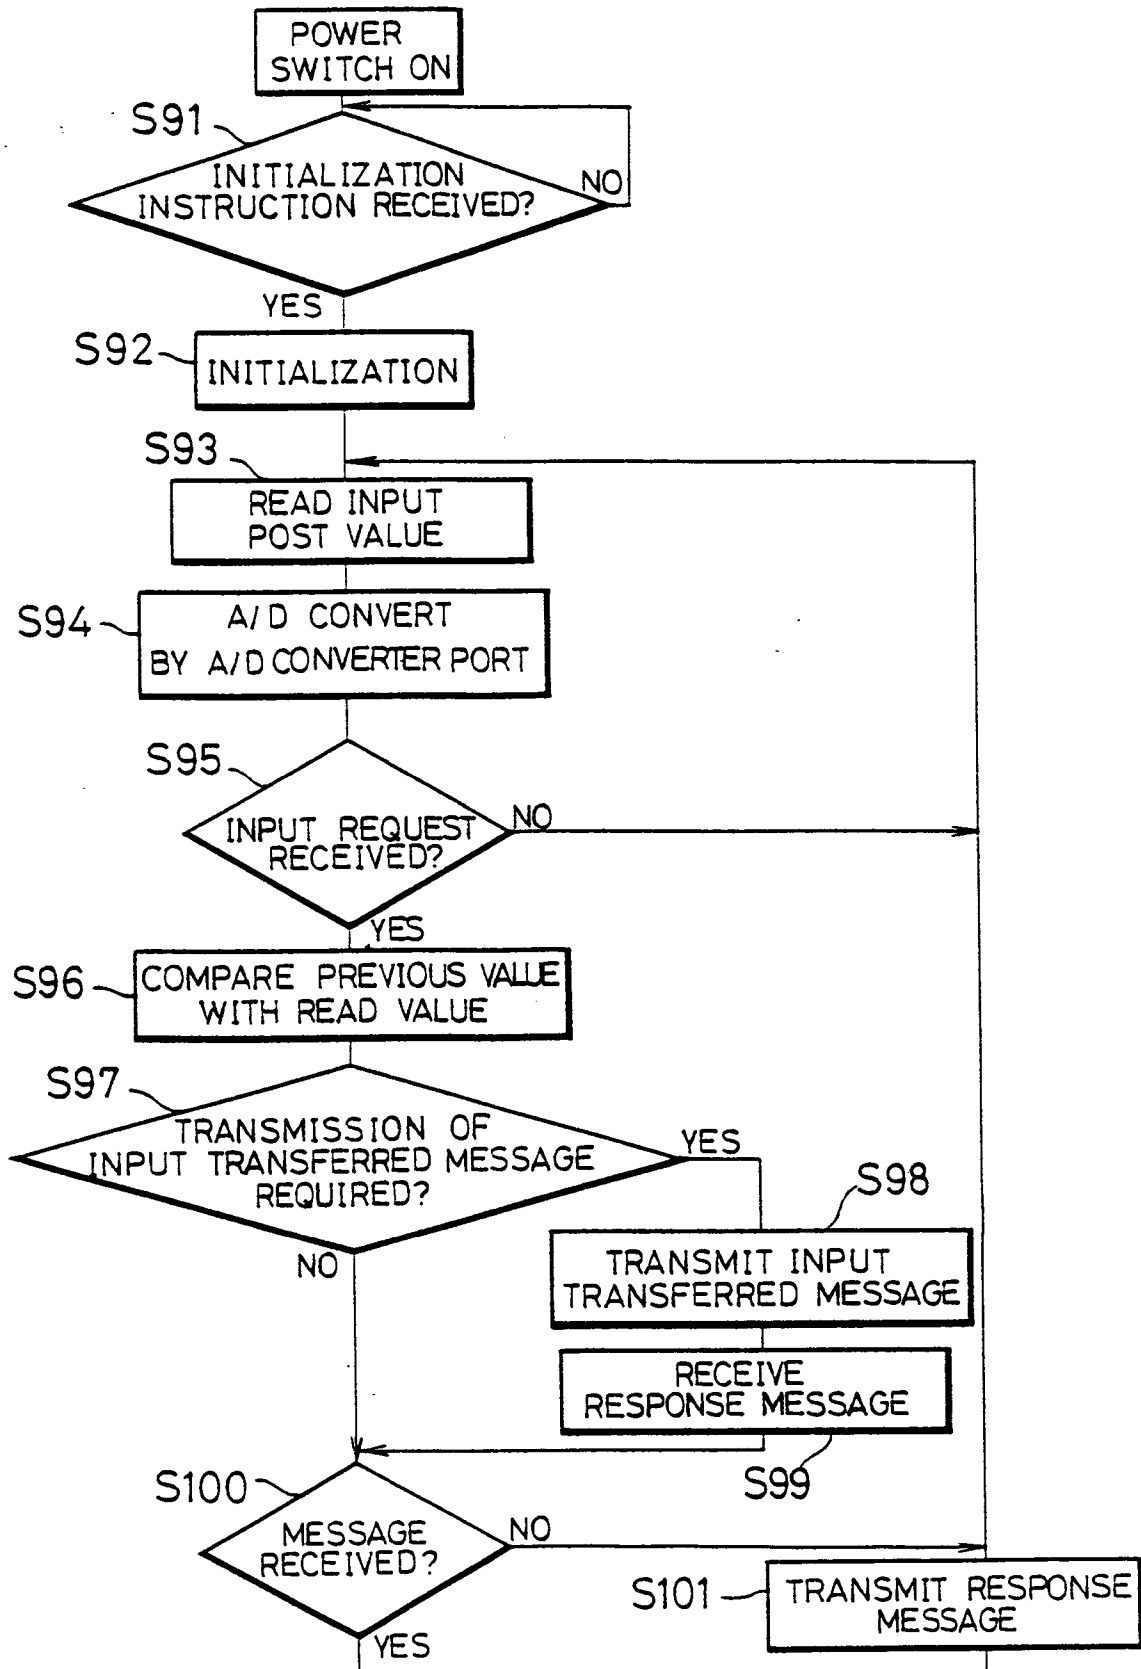 POWER
SWITCH ON
S91
INITIALIZATION
INSTRUCTION RECEIVED?
NO
YES
S92
INITIALIZATION
S93
READ INPUT
POST VALUE
S94
A/D CONVERT
BY A/D CONVERTER PORT
S95
INPUT REQUEST
RECEIVED?
NO
YES
S96
COMPARE PREVIOUS VALUE
WITH READ VALUE
S97
TRANSMISSION OF
INPUT TRANSFERRED MESSAGE
REQUIRED?
YES
NO
S98
TRANSMIT INPUT
TRANSFERRED MESSAGE
RECEIVE
RESPONSE MESSAGE
S99
S100
MESSAGE
RECEIVED?
NO
YES
S101
TRANSMIT RESPONSE
MESSAGE